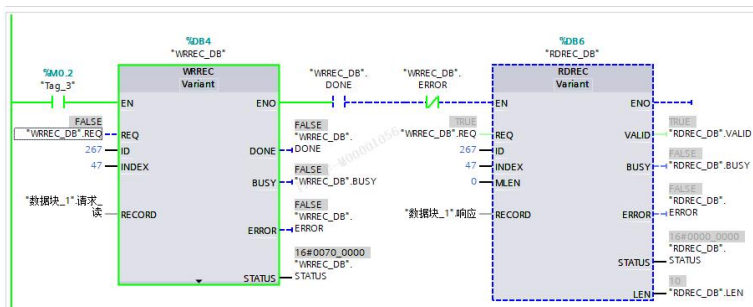 %DB4
"WRREC_DB"
%DB6
"RDREC_DB"
%M0.2
"Tag_3"
WRREC
Variant
"WRREC_DB".
DONE
"WRREC_DB".
ERROR
RDREC
Variant
EN
ENO
EN
ENO
FALSE
"WRREC_DB".REQ
REQ
267
ID
47
INDEX
"数据块_1".请求_
读
RECORD
FALSE
"WRREC_DB".
DONE
DONE
FALSE
BUSY
"WRREC_DB".BUSY
FALSE
"WRREC_DB".
ERROR
ERROR
16#0070_0000
"WRREC_DB".
STATUS
STATUS
TRUE
"WRREC_DB".REQ
REQ
267
ID
47
INDEX
0
MLEN
"数据块_1".响应
RECORD
TRUE
VALID
"RDREC_DB".VALID
FALSE
BUSY
"RDREC_DB".BUSY
FALSE
"RDREC_DB".
ERROR
ERROR
16#0000_0000
"RDREC_DB".
STATUS
STATUS
10
LEN
"RDREC_DB".LEN